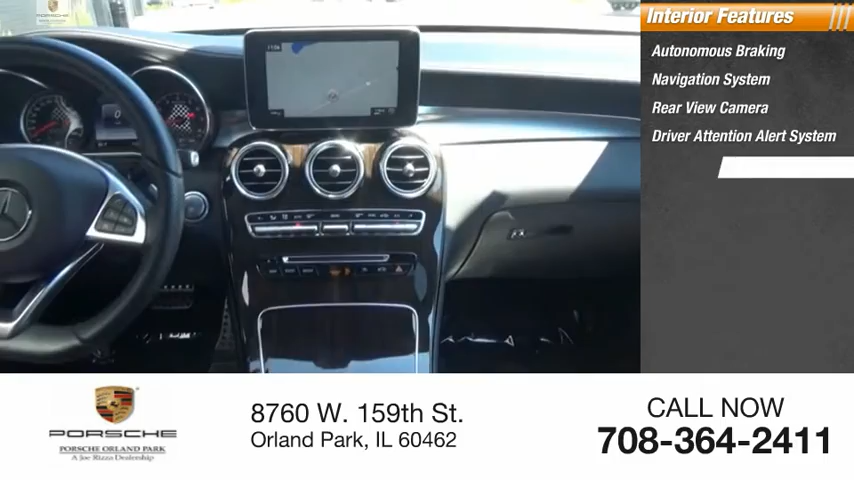 Interior Features
Autonomous Braking
Navigation System
Rear View Camera
Driver Attention Alert System
PORSCHE
PORSCHE ORLAND PARK
A Joe Rizza Dealership
8760 W. 159th St.
Orland Park, IL 60462
CALL NOW
708-364-2411